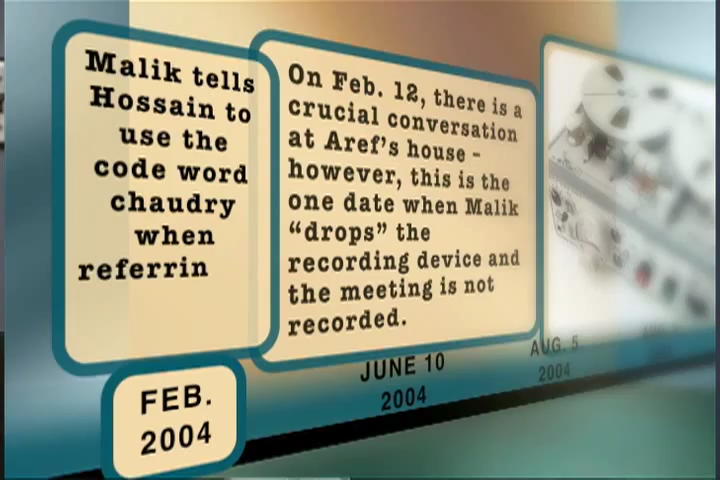 Malik tells
Hossain to
use the
code word
chaudry
when
referrin
On Feb. 12, there is a
crucial conversation
at Aref's house -
however, this is the
one date when Malik
“drops” the
recording device and
the meeting is not
recorded.
FEB.
2004
JUNE 10
2004
AUG. 5
2004